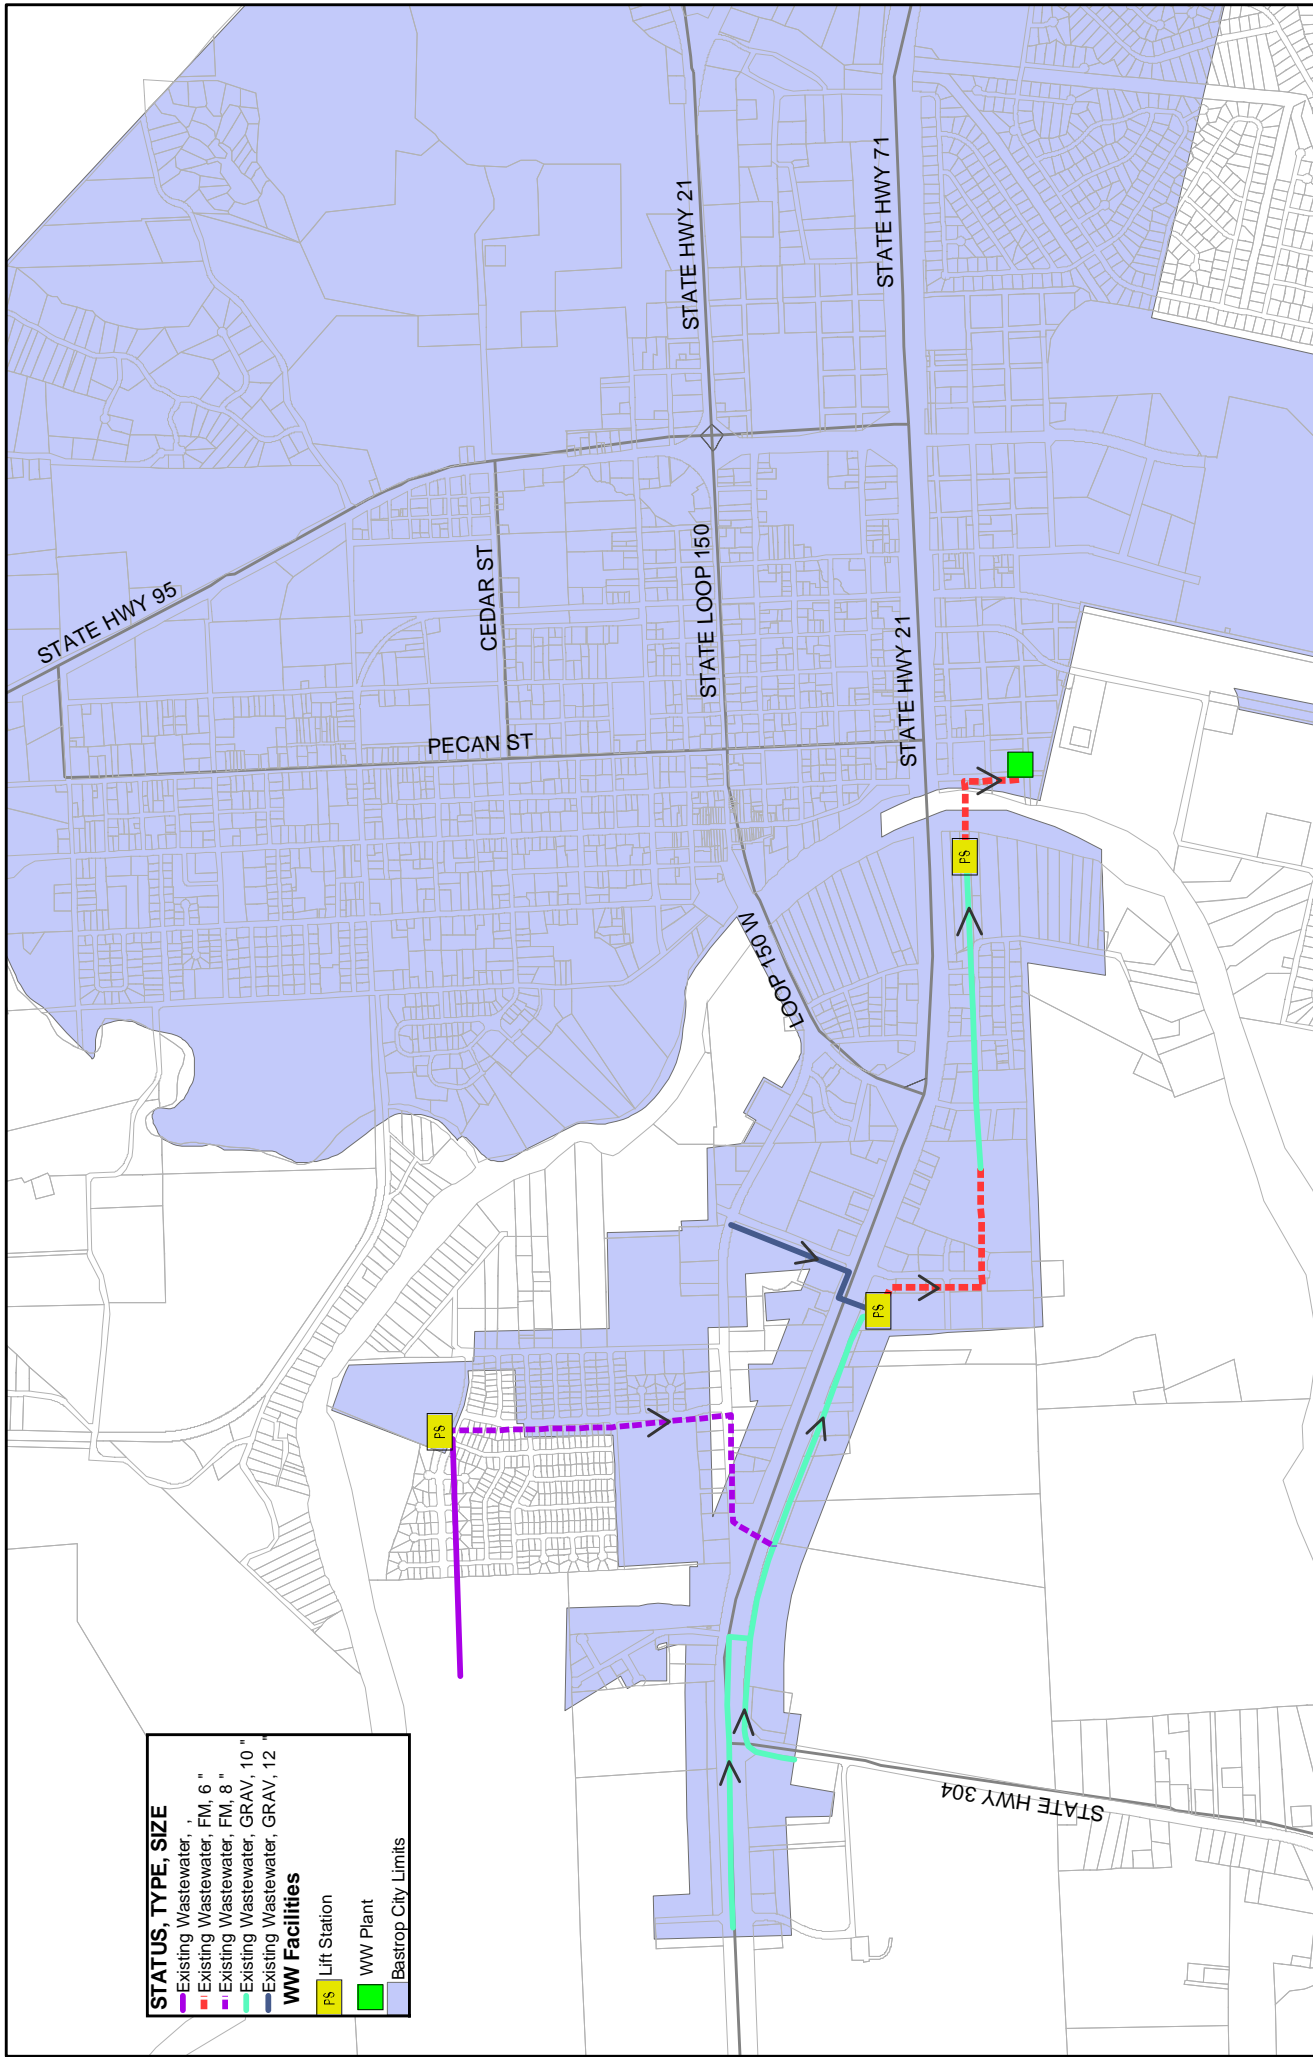 STATUS, TYPE, SIZE
Existing Wastewater, ,
Existing Wastewater, FM, 6 "
Existing Wastewater, FM, 8 "
Existing Wastewater, GRAV, 10 "
Existing Wastewater, GRAV, 12 "
WW Facilities
PS Lift Station
WW Plant
Bastrop City Limits
STATE HWY 95
CEDAR ST
PECAN ST
STATE HWY 21
STATE LOOP 150
STATE HWY 71
STATE HWY 21
LOOP 150 W
STATE HWY 304
PS
PS
PS